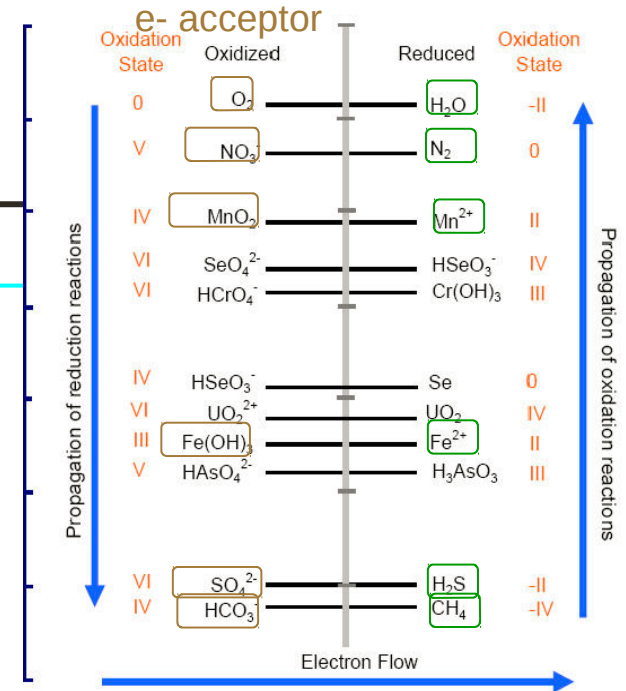 e- acceptor
Oxidation State Oxidized Reduced Oxidation State
0 O₂ H₂O -II
V NO₃⁻ N₂ 0
IV MnO₂ Mn²⁺ II
VI SeO₄²⁻ HSeO₃⁻ IV
VI HCrO₄⁻ Cr(OH)₃ III
IV HSeO₃⁻ Se 0
VI UO₂²⁺ UO₂ IV
III Fe(OH)₃ Fe²⁺ II
V HAsO₄²⁻ H₃AsO₃ III
VI SO₄²⁻ H₂S -II
IV HCO₃⁻ CH₄ -IV
Propagation of reduction reactions
Propagation of oxidation reactions
Electron Flow